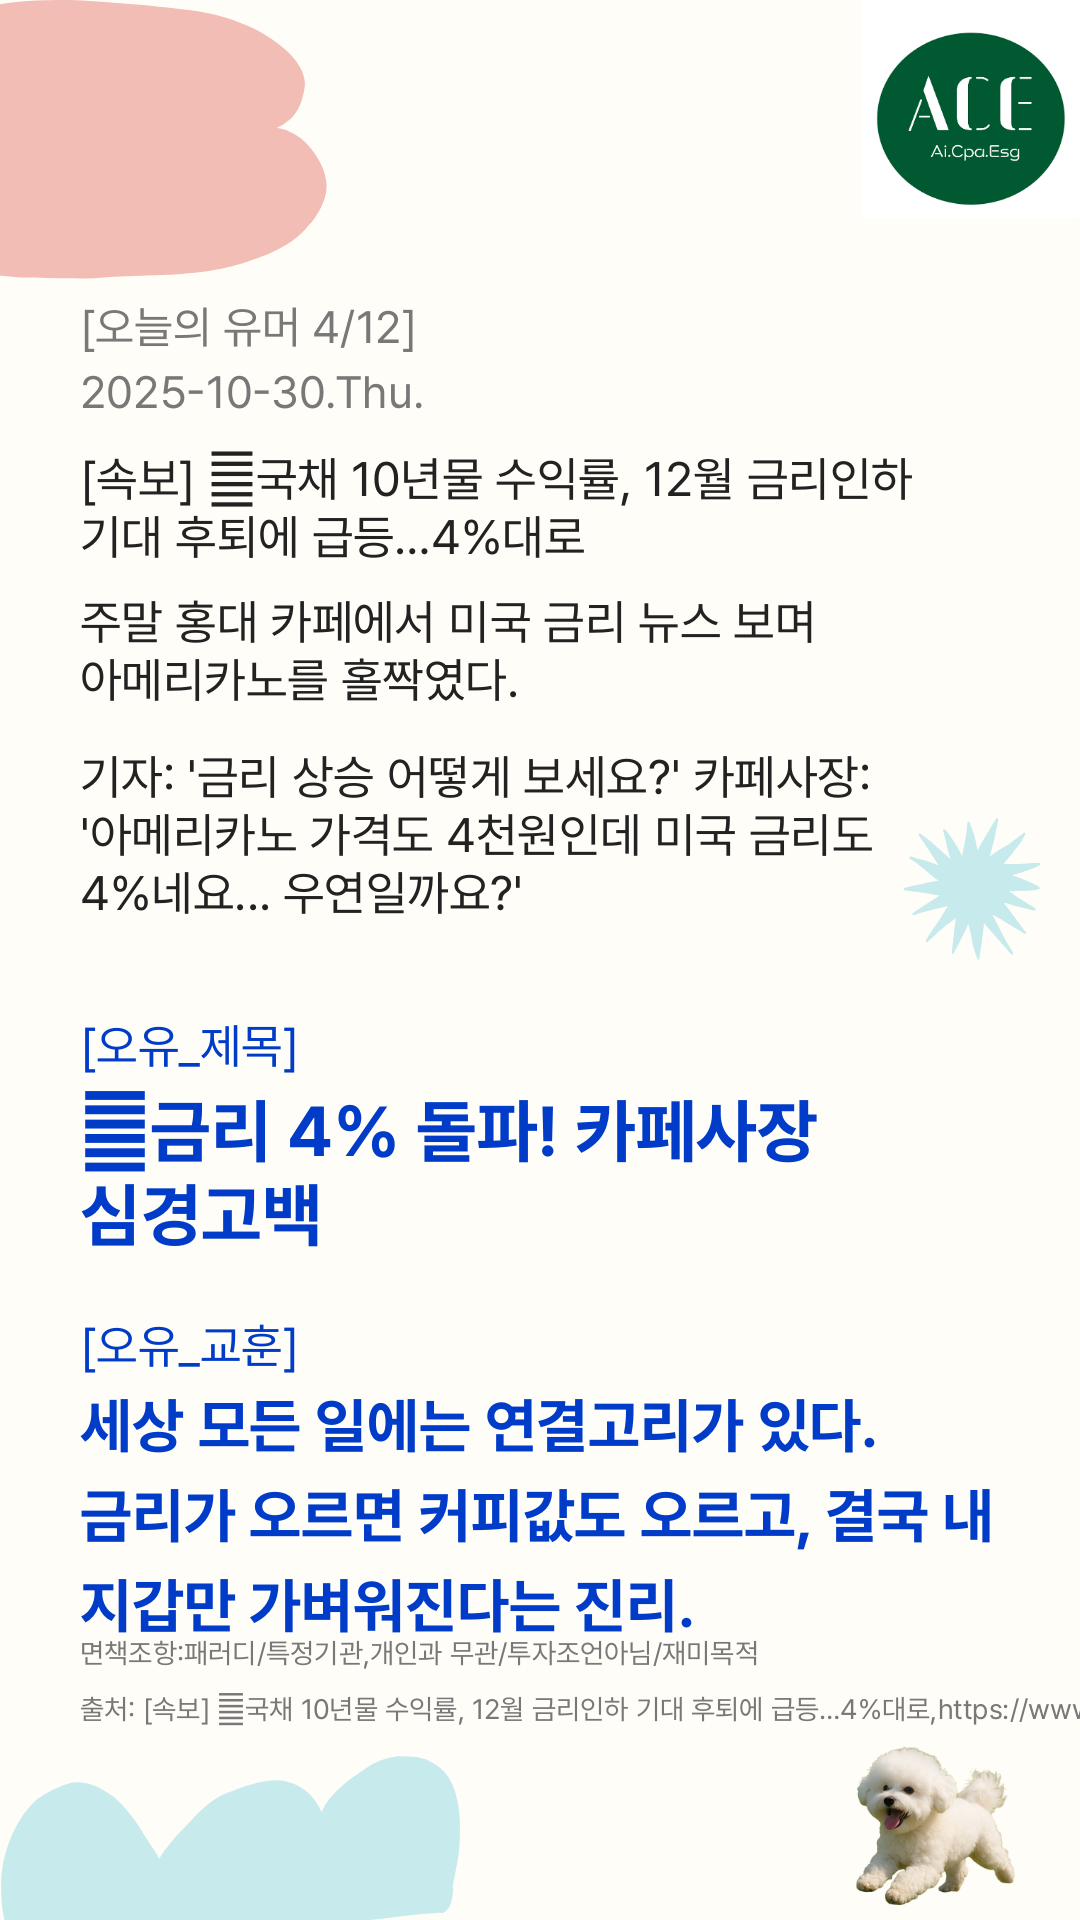 ACE
Ai.Cpa.Esg
[오늘의 유머 4/12]
2025-10-30.Thu.
[속보] 국채 10년물 수익률, 12월 금리인하
기대 후퇴에 급등...4%대로
주말 홍대 카페에서 미국 금리 뉴스 보며
아메리카노를 홀짝였다.
기자: '금리 상승 어떻게 보세요?' 카페사장:
'아메리카노 가격도 4천원인데 미국 금리도
4%네요... 우연일까요?'
[오유_제목]
금리 4% 돌파! 카페사장
심경고백
[오유_교훈]
세상 모든 일에는 연결고리가 있다.
금리가 오르면 커피값도 오르고, 결국 내
지갑만 가벼워진다는 진리.
면책조항:패러디/특정기관,개인과 무관/투자조언아님/재미목적
출처: [속보] 국채 10년물 수익률, 12월 금리인하 기대 후퇴에 급등...4%대로,https://www